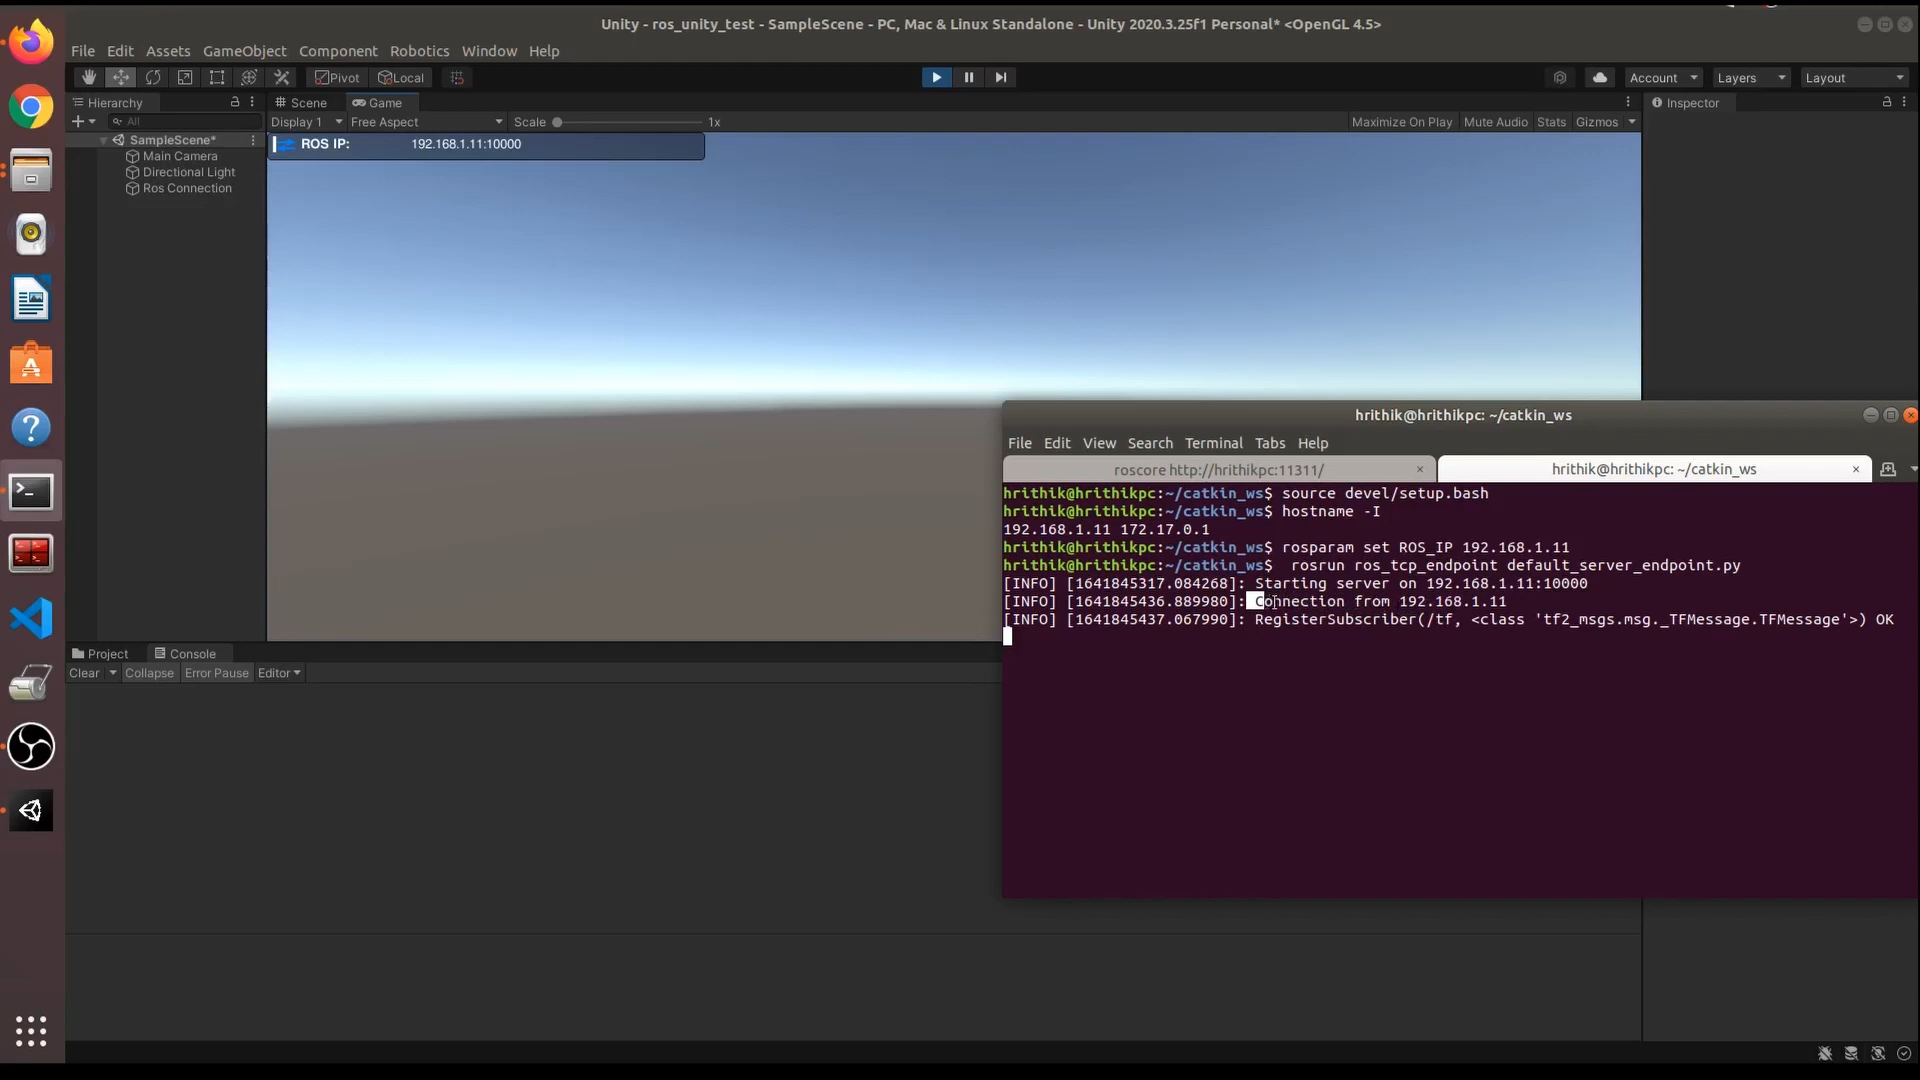 Unity - ros_unity_test - SampleScene - PC, Mac & Linux Standalone - Unity 2020.3.25f1 Personal* <OpenGL 4.5>
File Edit Assets GameObject Component Robotics Window Help
Pivot Local Account Layers Layout
Hierarchy Scene Game Inspector
All Display 1 Free Aspect Scale 1x Maximize On Play Mute Audio Stats Gizmos
SampleScene*
ROS IP: 192.168.1.11:10000
Main Camera
Directional Light
Ros Connection
hrithik@hrithikpc: ~/catkin_ws
File Edit View Search Terminal Tabs Help
roscore http://hrithikpc:11311/ × hrithik@hrithikpc: ~/catkin_ws ×
hrithik@hrithikpc:~/catkin_ws$ source devel/setup.bash
hrithik@hrithikpc:~/catkin_ws$ hostname -I
192.168.1.11 172.17.0.1
hrithik@hrithikpc:~/catkin_ws$ rosparam set ROS_IP 192.168.1.11
hrithik@hrithikpc:~/catkin_ws$  rosrun ros_tcp_endpoint default_server_endpoint.py
[INFO] [1641845317.084268]: Starting server on 192.168.1.11:10000
[INFO] [1641845436.889980]: Connection from 192.168.1.11
[INFO] [1641845437.067990]: RegisterSubscriber(/tf, <class 'tf2_msgs.msg._TFMessage.TFMessage'>) OK
Project Console
Clear Collapse Error Pause Editor